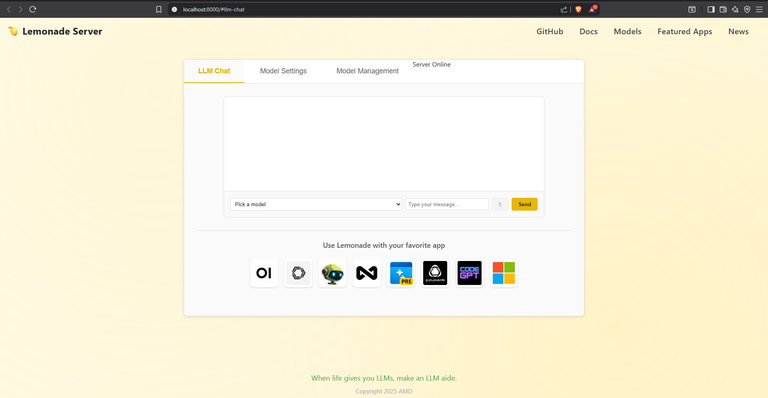 localhost:8000/#llm-chat
Lemonade Server
GitHub
Docs
Models
Featured Apps
News
LLM Chat
Model Settings
Model Management
Server Online
Pick a model
Type your message...
Send
Use Lemonade with your favorite app
OI
PRE
CODE
GPT
When life gives you LLMs, make an LLM aide.
Copyright 2025 AMD